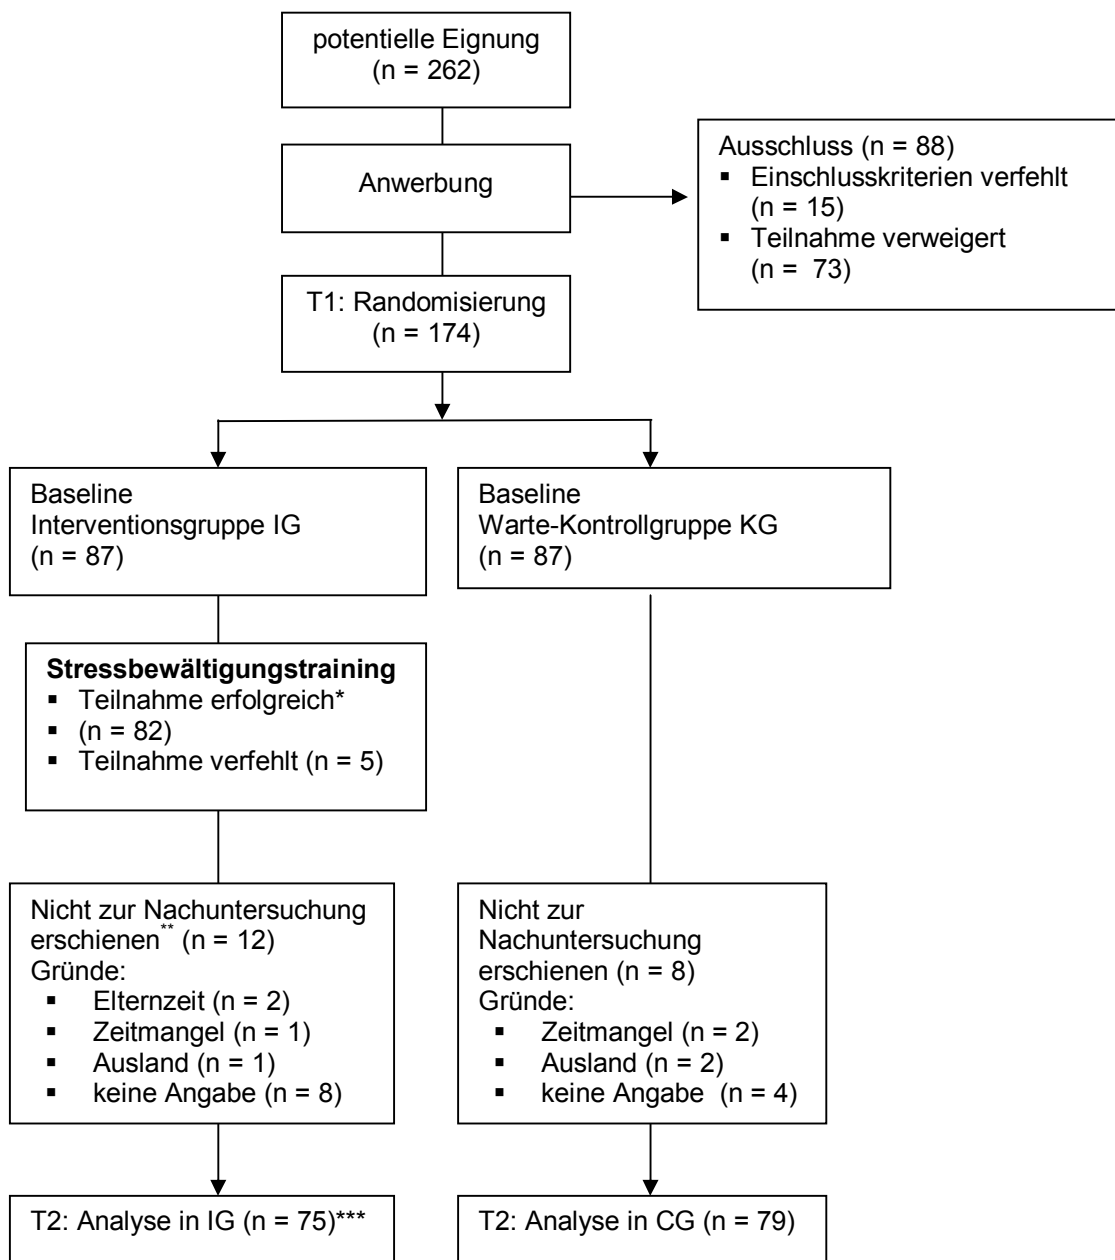 potentielle Eignung
(n = 262)
Anwerbung
Ausschluss (n = 88)
▪ Einschlusskriterien verfehlt
(n = 15)
▪ Teilnahme verweigert
(n =  73)
T1: Randomisierung
(n = 174)
Baseline
Interventionsgruppe IG
(n = 87)
Baseline
Warte-Kontrollgruppe KG
(n = 87)
Stressbewältigungstraining
▪ Teilnahme erfolgreich*
▪ (n = 82)
▪ Teilnahme verfehlt (n = 5)
Nicht zur Nachuntersuchung
erschienen** (n = 12)
Gründe:
▪ Elternzeit (n = 2)
▪ Zeitmangel (n = 1)
▪ Ausland (n = 1)
▪ keine Angabe (n = 8)
Nicht zur
Nachuntersuchung
erschienen (n = 8)
Gründe:
▪ Zeitmangel (n = 2)
▪ Ausland (n = 2)
▪ keine Angabe  (n = 4)
T2: Analyse in IG (n = 75)***
T2: Analyse in CG (n = 79)